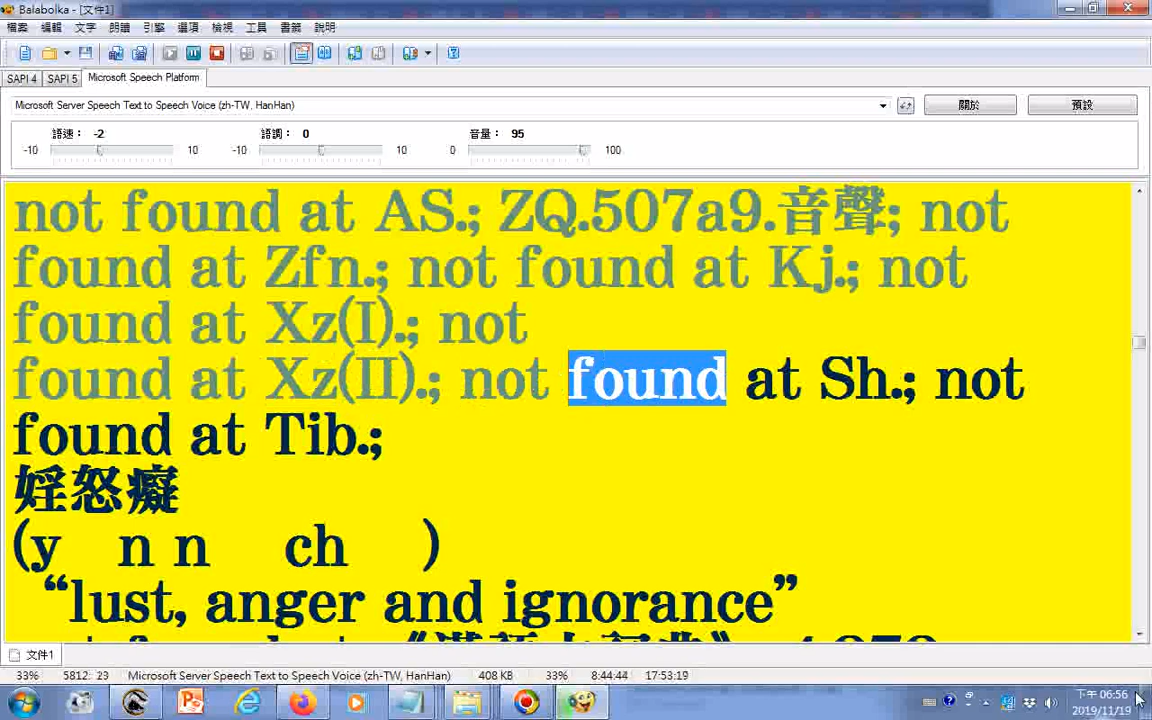 Balabolka - [文件1]
檔案 編輯 文字 朗讀 引擎 選項 檢視 工具 書籤 說明
SAPI 4 SAPI 5 Microsoft Speech Platform
Microsoft Server Speech Text to Speech Voice (zh-TW, HanHan) 關於 預設
語速： -2 語調： 0 音量： 95
-10 10 -10 10 0 100
not found at AS.; ZQ.507a9.音聲; not
found at Zfn.; not found at Kj.; not
found at Xz(I).; not
found at Xz(II).; not found at Sh.; not
found at Tib.;
婬怒癡
(y n n ch )
“lust, anger and ignorance”
文件1
33% 5812: 23 Microsoft Server Speech Text to Speech Voice (zh-TW, HanHan) 408 KB 33% 8:44:44 17:53:19
下午 06:56
2019/11/19